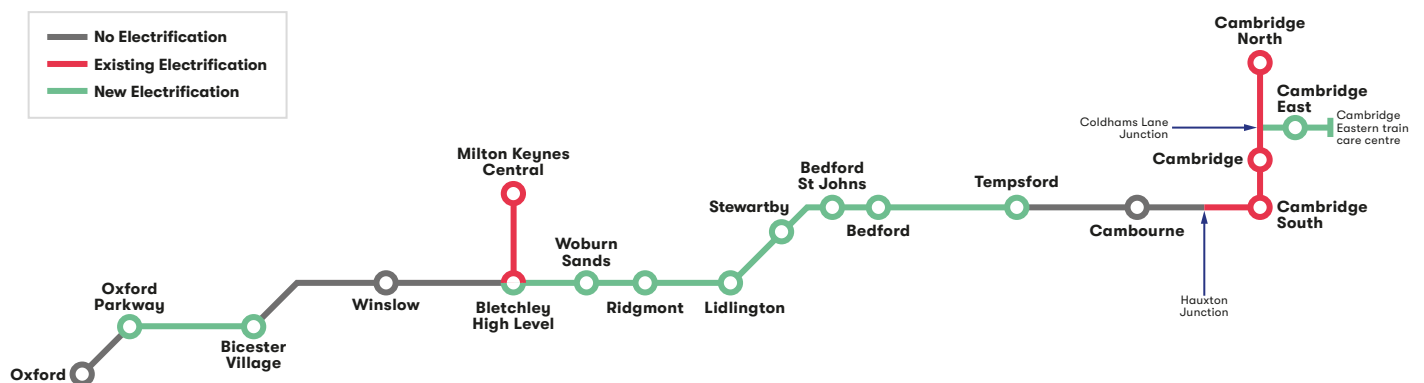 No Electrification
Existing Electrification
New Electrification
Cambridge
North
Cambridge
East
Cambridge
Eastern train
care centre
Coldhams Lane
Junction
Milton Keynes
Central
Cambridge
Bedford
St Johns
Tempsford
Stewartby
Cambridge
South
Bedford
Cambourne
Woburn
Sands
Oxford
Parkway
Winslow
Bletchley
High Level
Ridgmont
Lidlington
Hauxton
Junction
Bicester
Village
Oxford